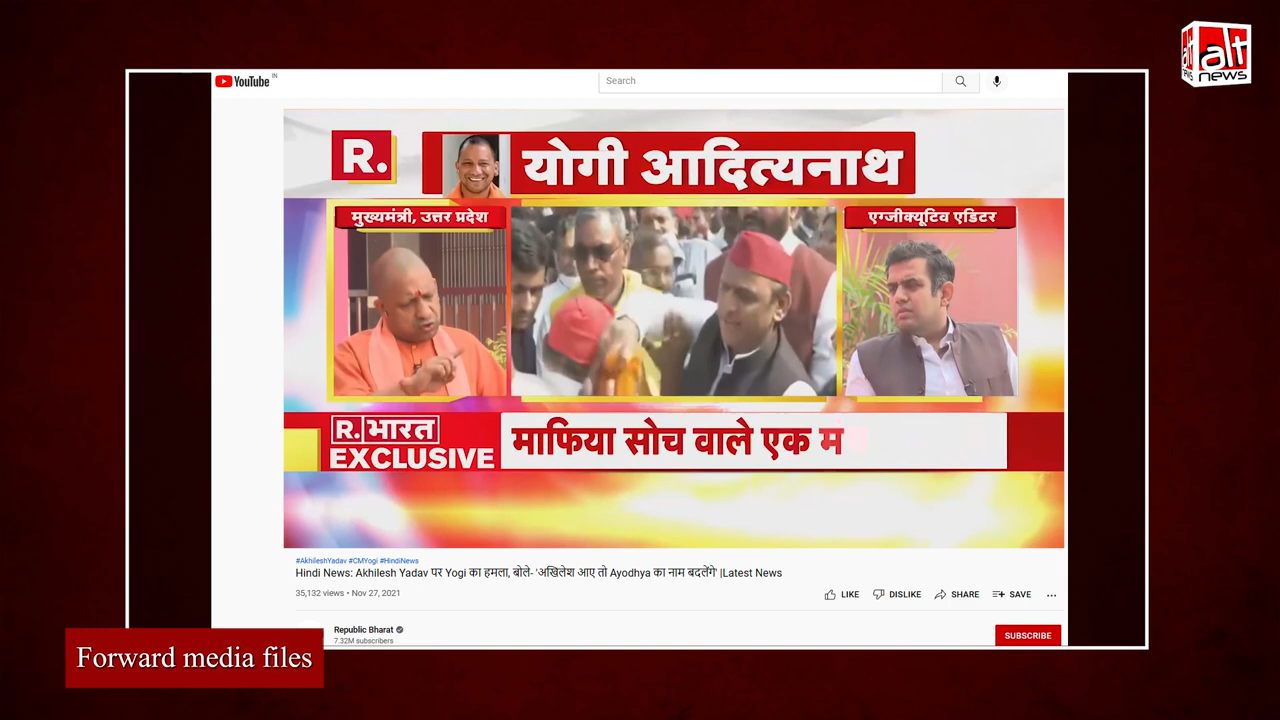 alt
news
YouTube IN
Search
R.
योगी आदित्यनाथ
मुख्यमंत्री, उत्तर प्रदेश
एग्जीक्यूटिव एडिटर
R.भारत
EXCLUSIVE
माफिया सोच वाले एक म
#AkhileshYadav #CMYogi #HindiNews
Hindi News: Akhilesh Yadav पर Yogi का हमला, बोले- 'अखिलेश आए तो Ayodhya का नाम बदलेंगे' |Latest News
35,132 views • Nov 27, 2021
LIKE DISLIKE SHARE SAVE ...
Republic Bharat
7.32M subscribers
SUBSCRIBE
Forward media files